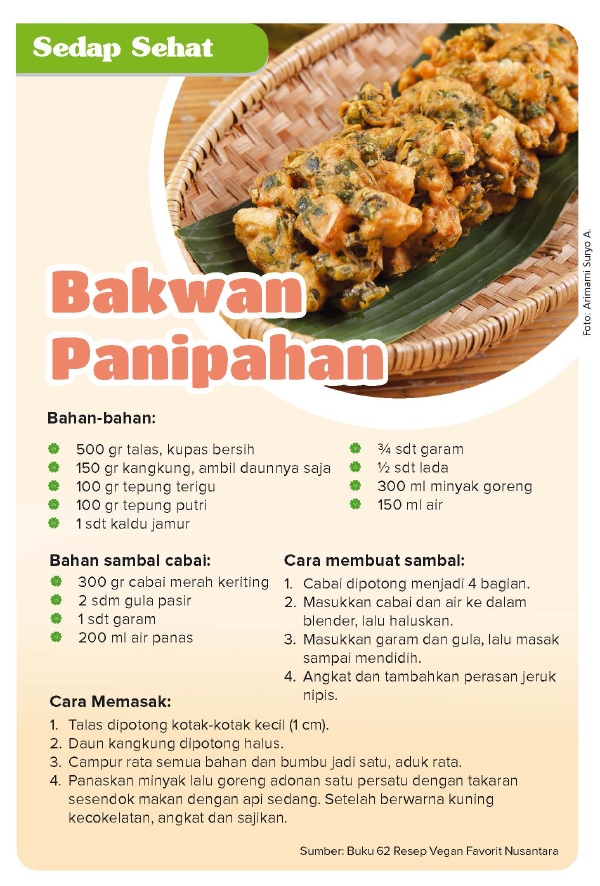 Sedap Sehat
Foto: Arimami Suryo A.
Bakwan
Panipahan
Bahan-bahan:
500 gr talas, kupas bersih
150 gr kangkung, ambil daunnya saja
100 gr tepung terigu
100 gr tepung putri
1 sdt kaldu jamur
¾ sdt garam
½ sdt lada
300 ml minyak goreng
150 ml air
Bahan sambal cabai:
300 gr cabai merah keriting
2 sdm gula pasir
1 sdt garam
200 ml air panas
Cara membuat sambal:
1. Cabai dipotong menjadi 4 bagian.
2. Masukkan cabai dan air ke dalam
blender, lalu haluskan.
3. Masukkan garam dan gula, lalu masak
sampai mendidih.
4. Angkat dan tambahkan perasan jeruk
nipis.
Cara Memasak:
1. Talas dipotong kotak-kotak kecil (1 cm).
2. Daun kangkung dipotong halus.
3. Campur rata semua bahan dan bumbu jadi satu, aduk rata.
4. Panaskan minyak lalu goreng adonan satu persatu dengan takaran
sesendok makan dengan api sedang. Setelah berwarna kuning
kecokelatan, angkat dan sajikan.
Sumber: Buku 62 Resep Vegan Favorit Nusantara